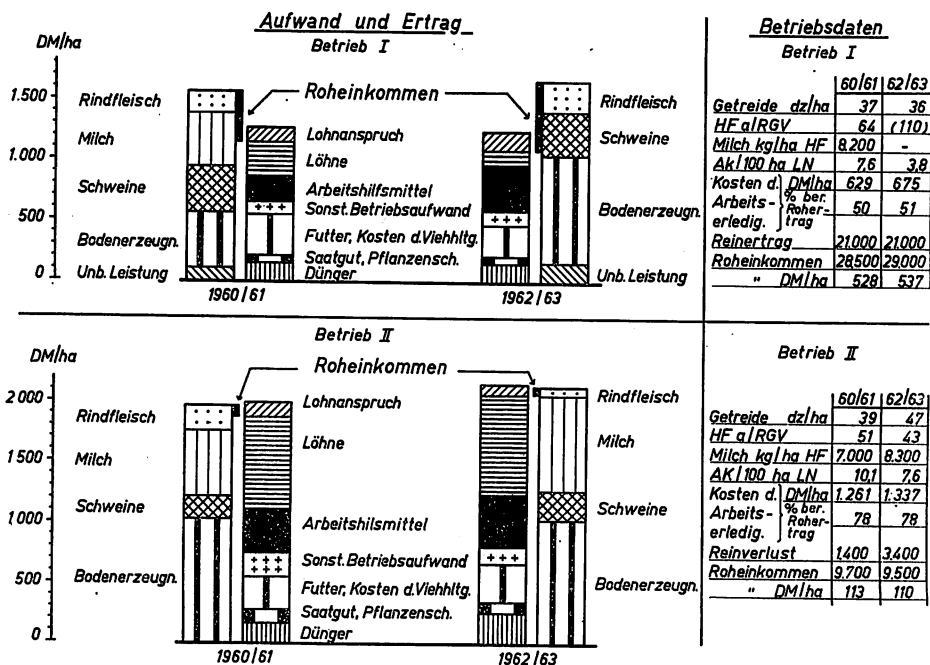 Aufwand und Ertrag
Betrieb I
DM/ha
1.500
1.000
500
0
Rindfleisch
Milch
Schweine
Bodenerzeugn.
Unb. Leistung
Roheinkommen
Lohnanspruch
Löhne
Arbeitshilfsmittel
Sonst. Betriebsaufwand
Futter, Kosten d. Viehhltg.
Saatgut, Pflanzensch.
Dünger
Rindfleisch
Schweine
Bodenerzeugn.
Unb. Leistung
1960/61
1962/63
Betriebsdaten
Betrieb I
60/61 62/63
Getreide dz/ha 37 36
HF a/RGV 64 (110)
Milch kg/ha HF 8.200 -
Ak/100 ha LN 7,6 3,8
Kosten d. Arbeits-erledig. DM/ha 629 675
% ber. Roher-trag 50 51
Reinertrag 21.000 21.000
Roheinkommen 28.500 29.000
" DM/ha 528 537
Betrieb II
DM/ha
2 000
1 500
1 000
500
0
Rindfleisch
Milch
Schweine
Bodenerzeugn.
Roheinkommen
Lohnanspruch
Löhne
Arbeitshilsmittel
Sonst. Betriebsaufwand
Futter, Kosten d. Viehhltg.
Saatgut, Pflanzensch.
Dünger
Rindfleisch
Milch
Schweine
Bodenerzeugn.
1960/61
1962/63
Betrieb II
60/61 62/63
Getreide dz/ha 39 47
HF a/RGV 51 43
Milch kg/ha HF 7.000 8.300
AK/100 ha LN 10,1 7,6
Kosten d. Arbeits-erledig. DM/ha 1.261 1.337
% ber. Roher-trag 78 78
Reinverlust 1.400 3.400
Roheinkommen 9.700 9.500
" DM/ha 113 110